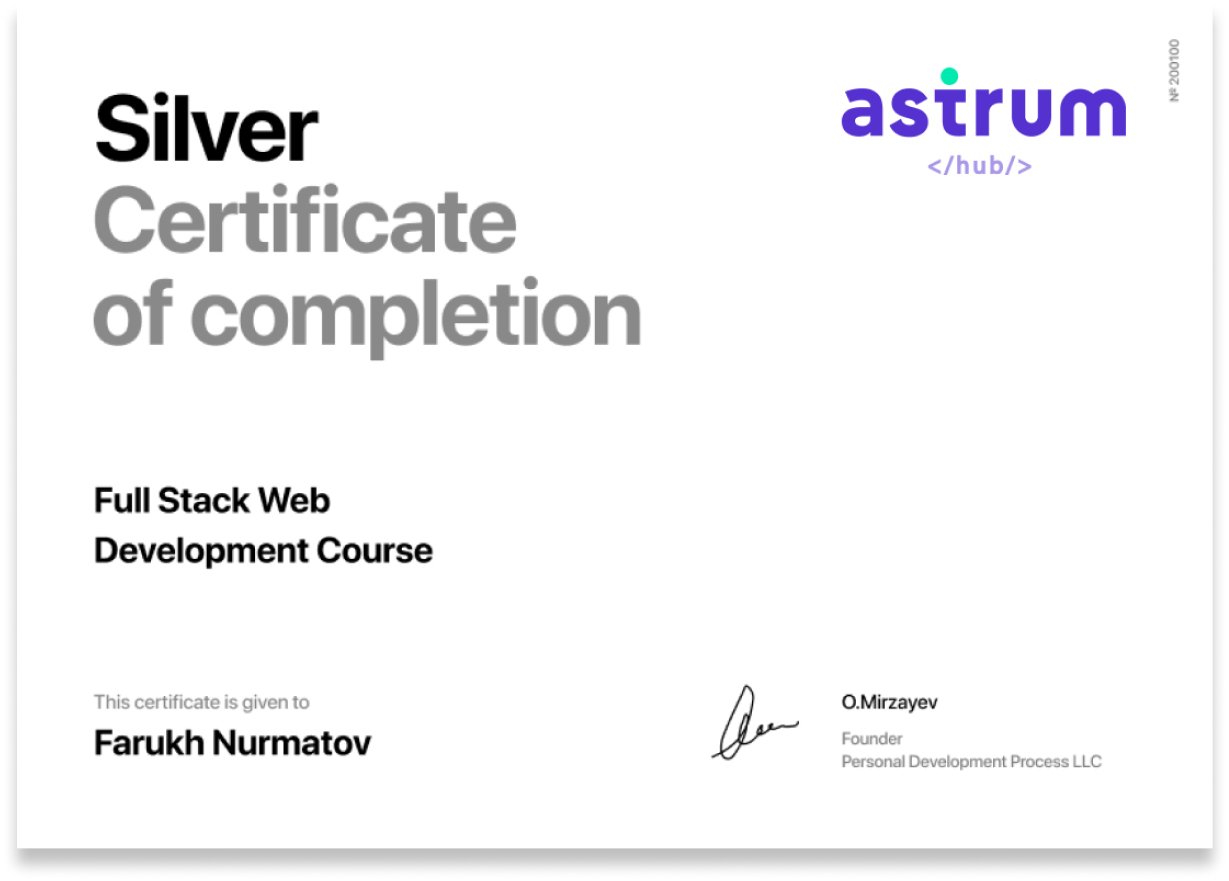 Silver
Certificate
of completion
astrum
</hub/>
№ 200100
Full Stack Web
Development Course
This certificate is given to
Farukh Nurmatov
O.Mirzayev
Founder
Personal Development Process LLC